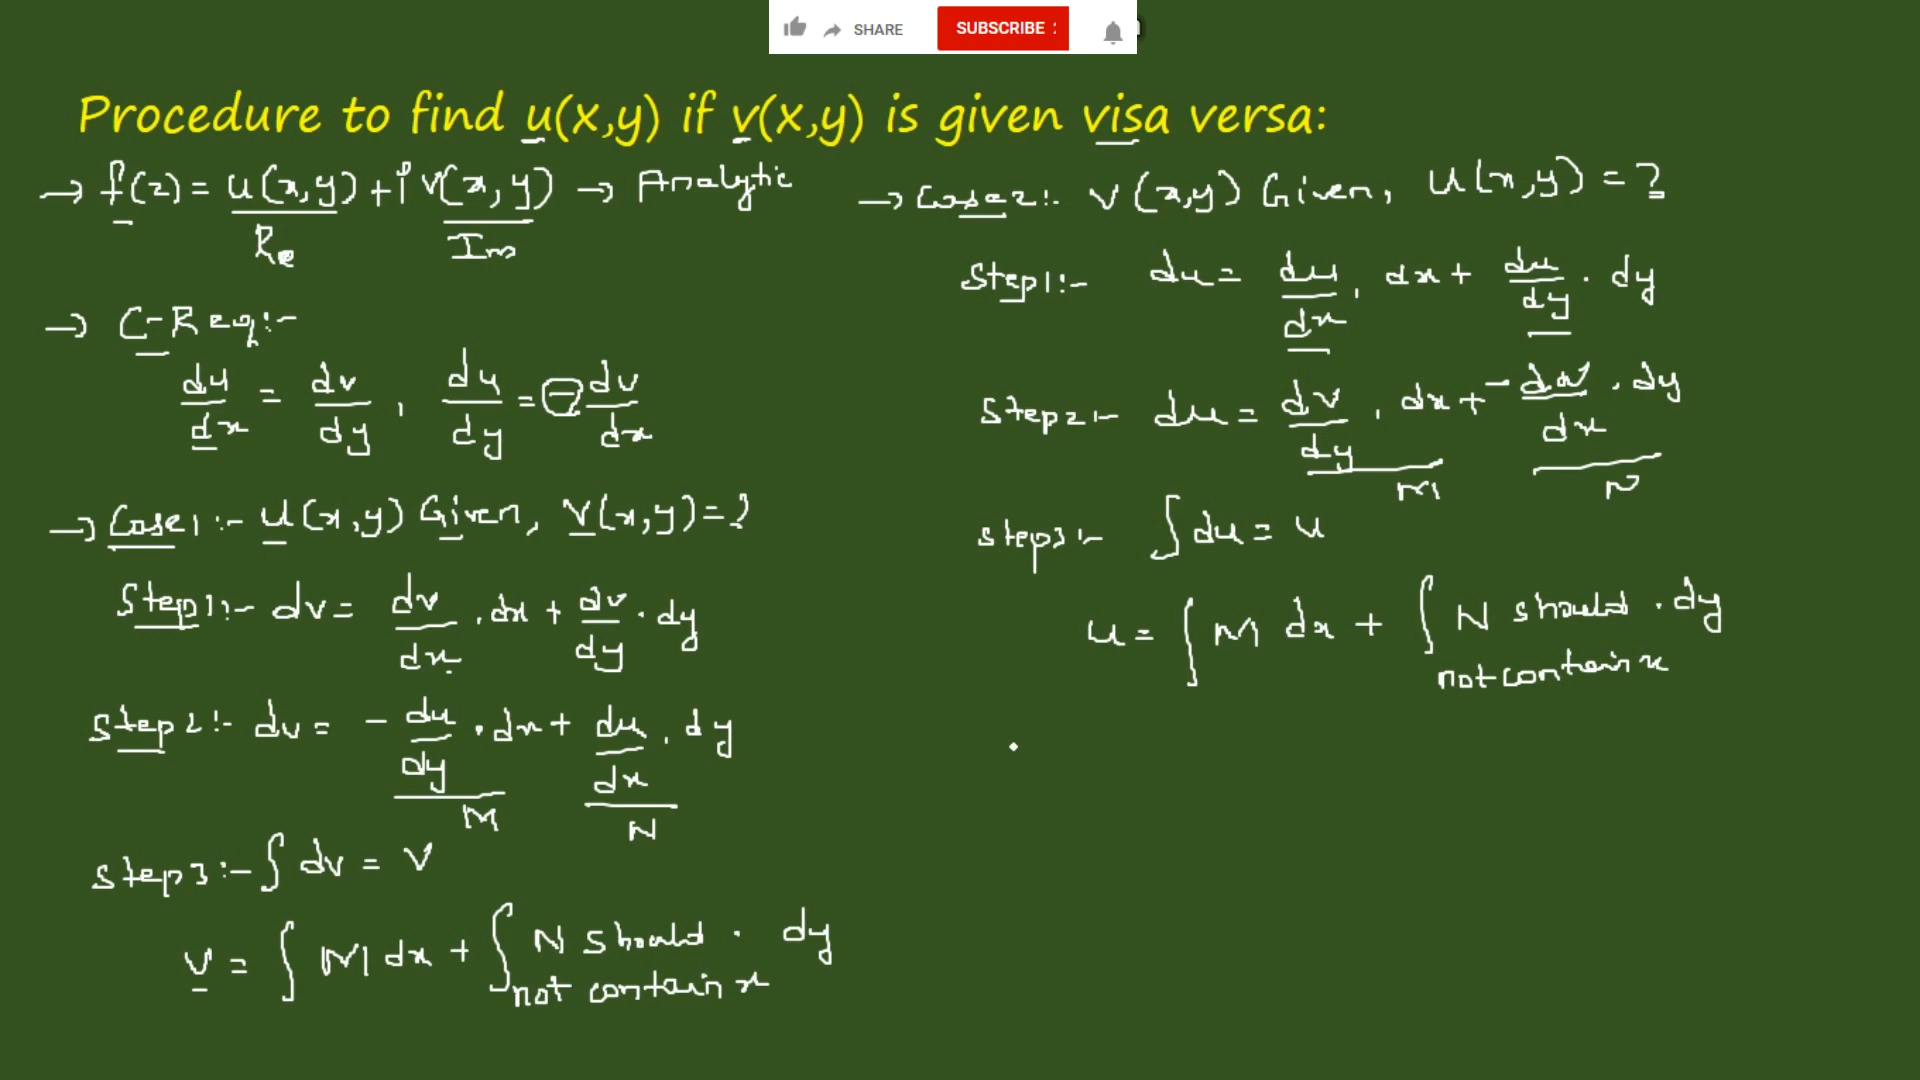 SHARE SUBSCRIBE
Procedure to find u(x,y) if v(x,y) is given visa versa:
→ f(z) = u(x,y) + i v(x,y) → Analytic
Re Im
→ C-R eq:-
du/dx = dv/dy , du/dy = - dv/dx
→ Case1:- u(x,y) Given, v(x,y) = ?
Step1:- dv = dv/dx . dx + dv/dy . dy
Step2:- dv = - du/dy . dx + du/dx . dy
M N
Step3:- ∫ dv = v
v = ∫ M dx + ∫ N should . dy
not contain x
→ Case2:- v(x,y) Given, u(x,y) = ?
Step1:- du = du/dx . dx + du/dy . dy
Step2:- du = dv/dy . dx + - dv/dx . dy
M N
Step3:- ∫ du = u
u = ∫ M dx + ∫ N should . dy
not contain x